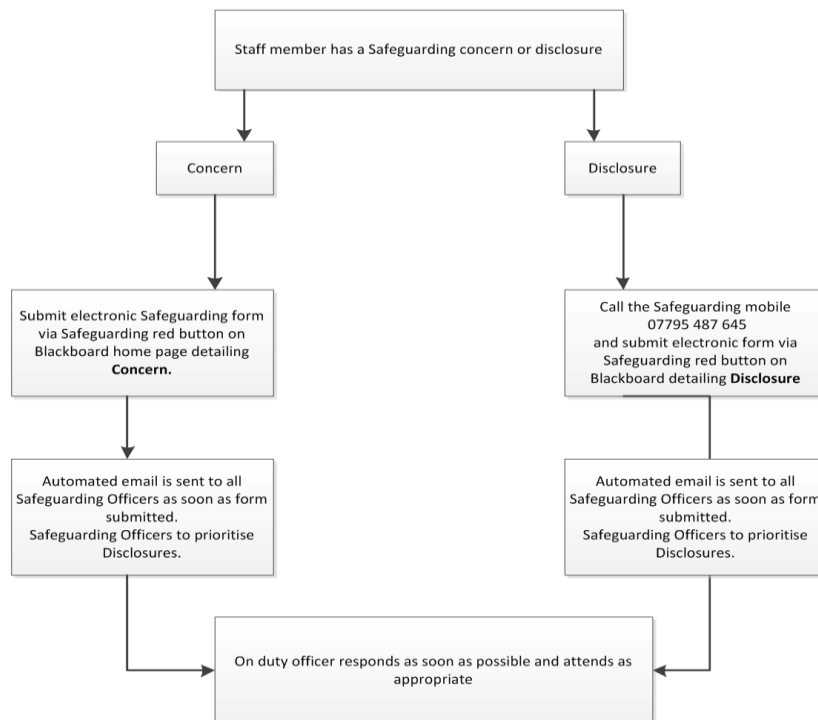 Staff member has a Safeguarding concern or disclosure
Concern
Disclosure
Submit electronic Safeguarding form
via Safeguarding red button on
Blackboard home page detailing
Concern.
Call the Safeguarding mobile
07795 487 645
and submit electronic form via
Safeguarding red button on
Blackboard detailing Disclosure
Automated email is sent to all
Safeguarding Officers as soon as form
submitted.
Safeguarding Officers to prioritise
Disclosures.
Automated email is sent to all
Safeguarding Officers as soon as form
submitted.
Safeguarding Officers to prioritise
Disclosures.
On duty officer responds as soon as possible and attends as
appropriate